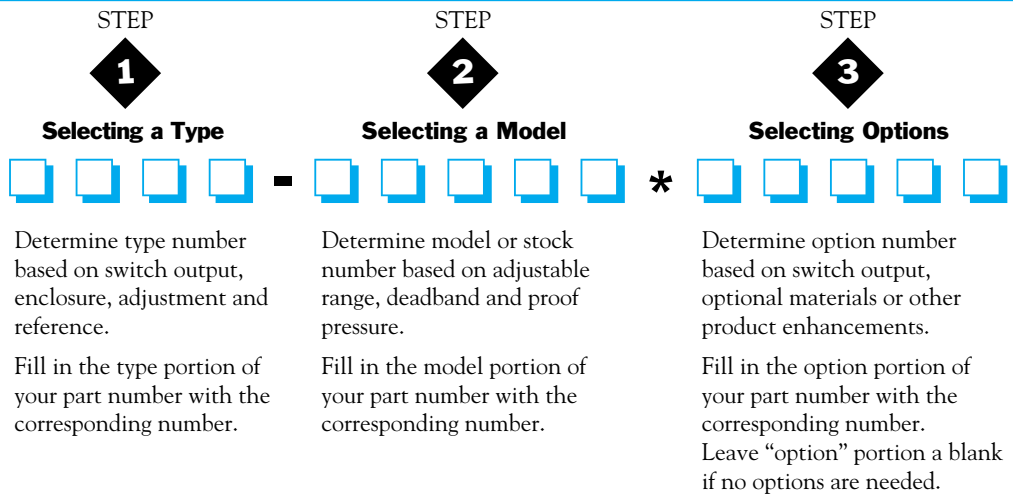 STEP
1
Selecting a Type
-
Determine type number
based on switch output,
enclosure, adjustment and
reference.
Fill in the type portion of
your part number with the
corresponding number.
STEP
2
Selecting a Model
*
Determine model or stock
number based on adjustable
range, deadband and proof
pressure.
Fill in the model portion of
your part number with the
corresponding number.
STEP
3
Selecting Options
Determine option number
based on switch output,
optional materials or other
product enhancements.
Fill in the option portion of
your part number with the
corresponding number.
Leave “option” portion a blank
if no options are needed.